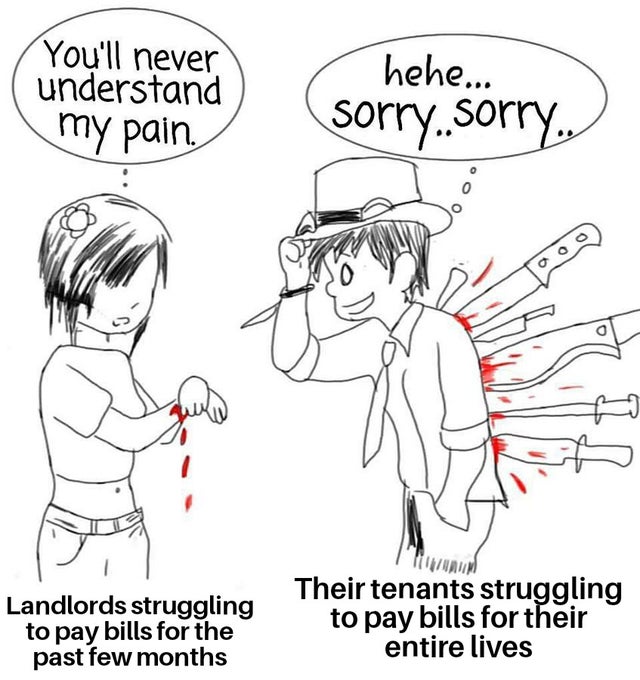 You'll never
understand
my pain.
hehe...
sorry..sorry..
Landlords struggling
to pay bills for the
past few months
Their tenants struggling
to pay bills for their
entire lives